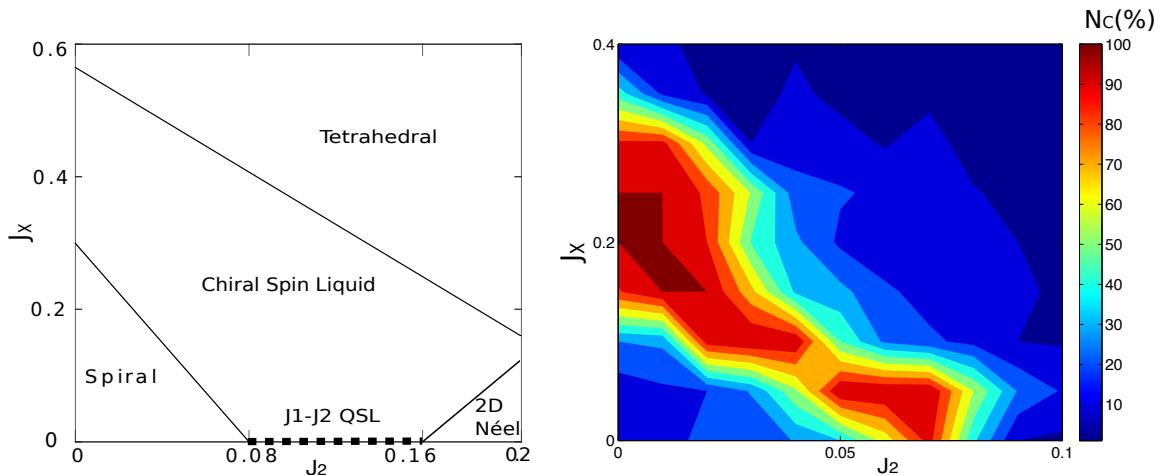 0.6
Tetrahedral
0.4
Jχ
Chiral Spin Liquid
0.2
Spiral
J1-J2 QSL
2D
Néel
0
0
0.08
0.16
0.2
J2
Nc(%)
0.4
Jχ
0.2
0
0
0.05
0.1
J2
100
90
80
70
60
50
40
30
20
10